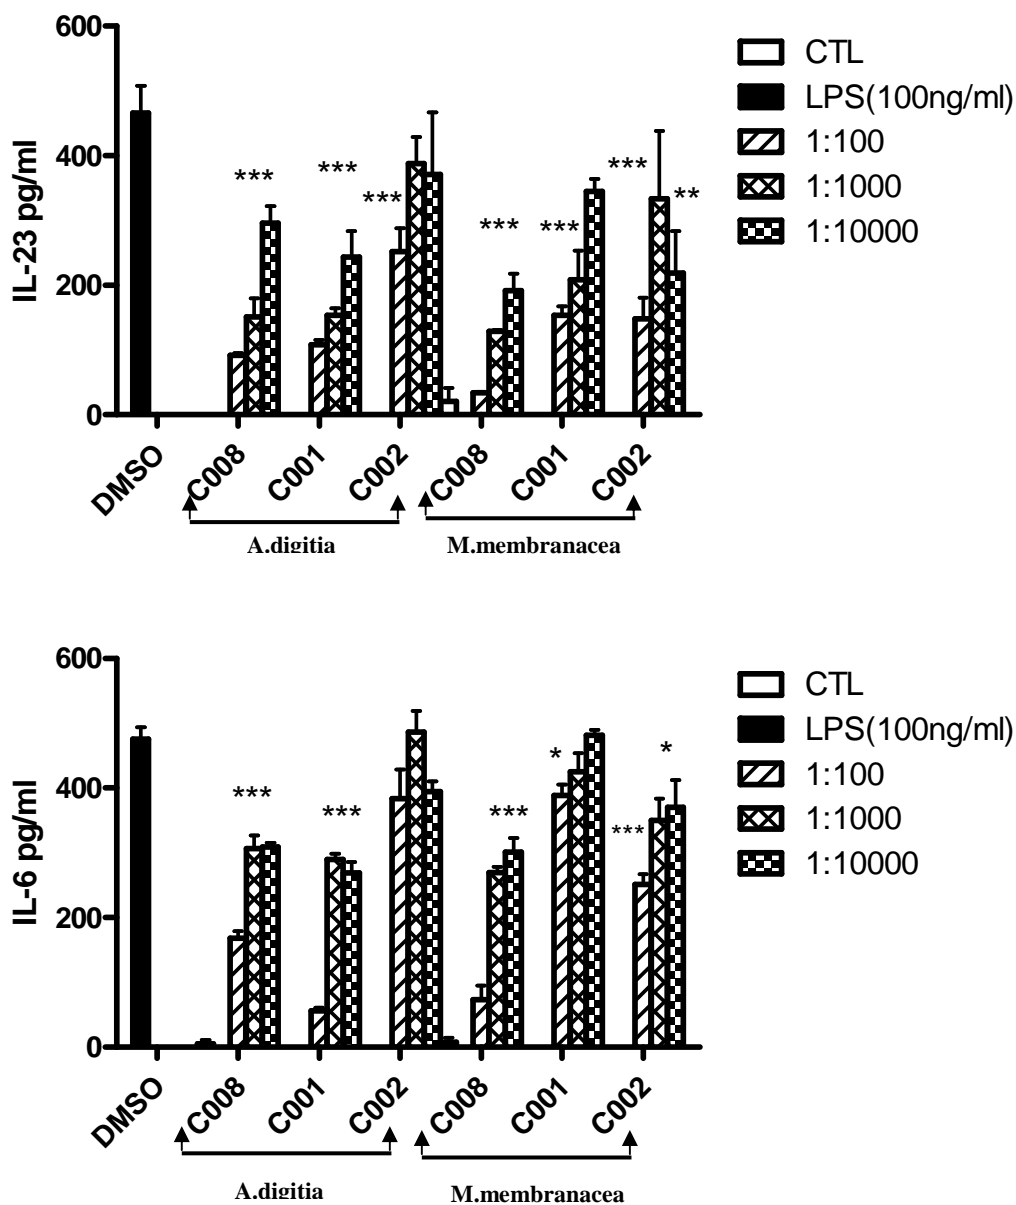 600
400
200
0
IL-23 pg/ml
***
***
***
***
***
***
**
DMSO
C008
C001
C002
C008
C001
C002
A.digitia
M.membranacea
CTL
LPS(100ng/ml)
1:100
1:1000
1:10000
600
400
200
0
IL-6 pg/ml
***
***
***
*
***
*
DMSO
C008
C001
C002
C008
C001
C002
A.digitia
M.membranacea
CTL
LPS(100ng/ml)
1:100
1:1000
1:10000